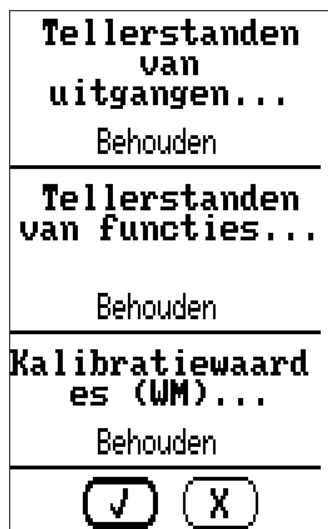 Tellerstanden
van
uitgangen...
Behouden
Tellerstanden
van functies...
Behouden
Kalibratiewaard
es (WM)...
Behouden
√ X